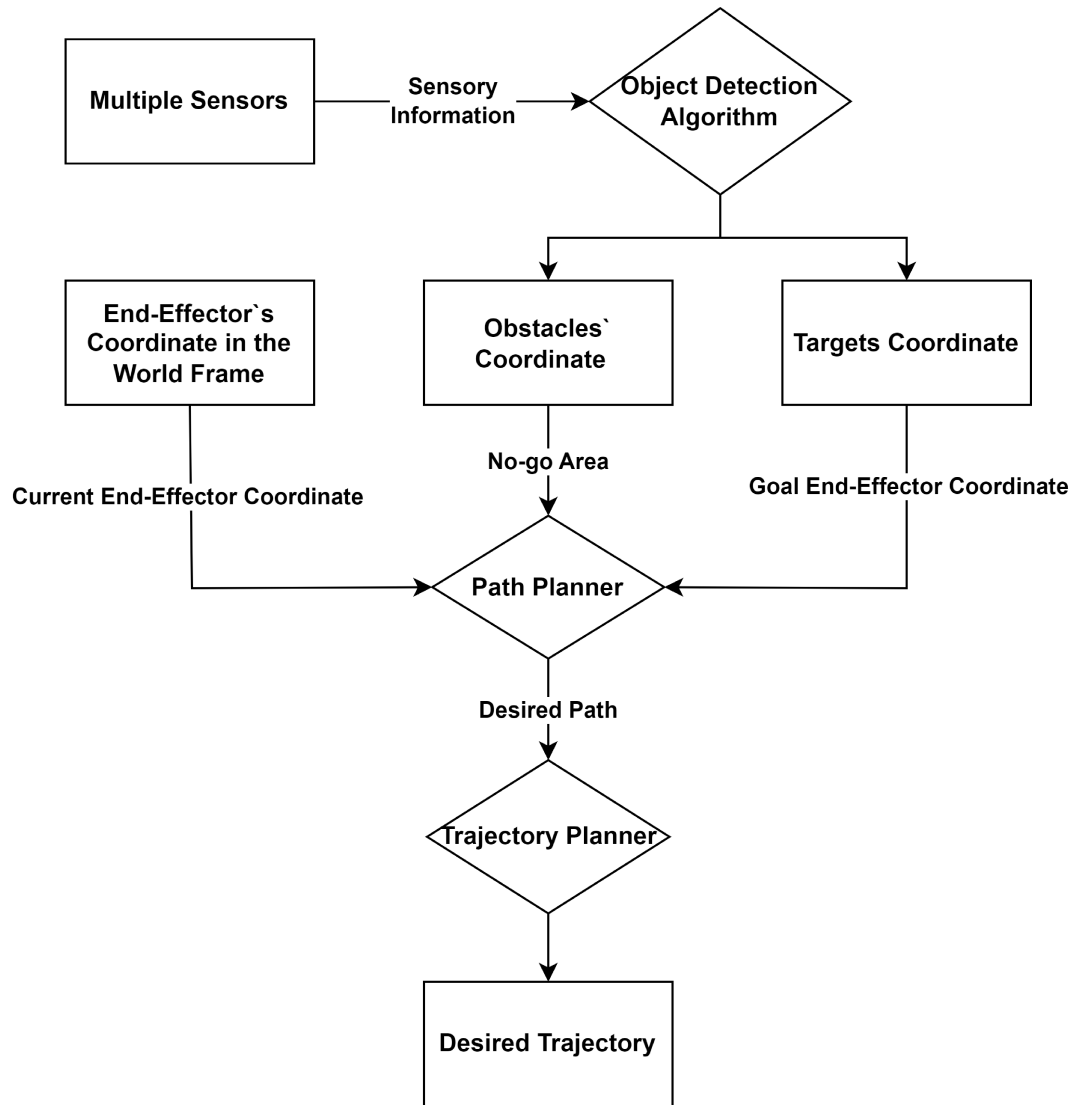 Multiple Sensors
Sensory
Information
Object Detection
Algorithm
End-Effector`s
Coordinate in the
World Frame
Obstacles`
Coordinate
Targets Coordinate
Current End-Effector Coordinate
No-go Area
Goal End-Effector Coordinate
Path Planner
Desired Path
Trajectory Planner
Desired Trajectory